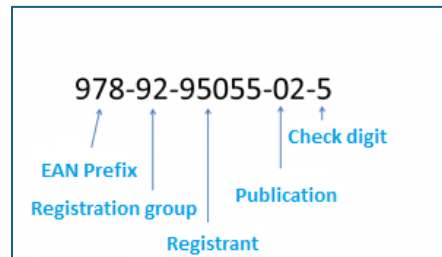 978-92-95055-02-5
Check digit
EAN Prefix
Publication
Registration group
Registrant